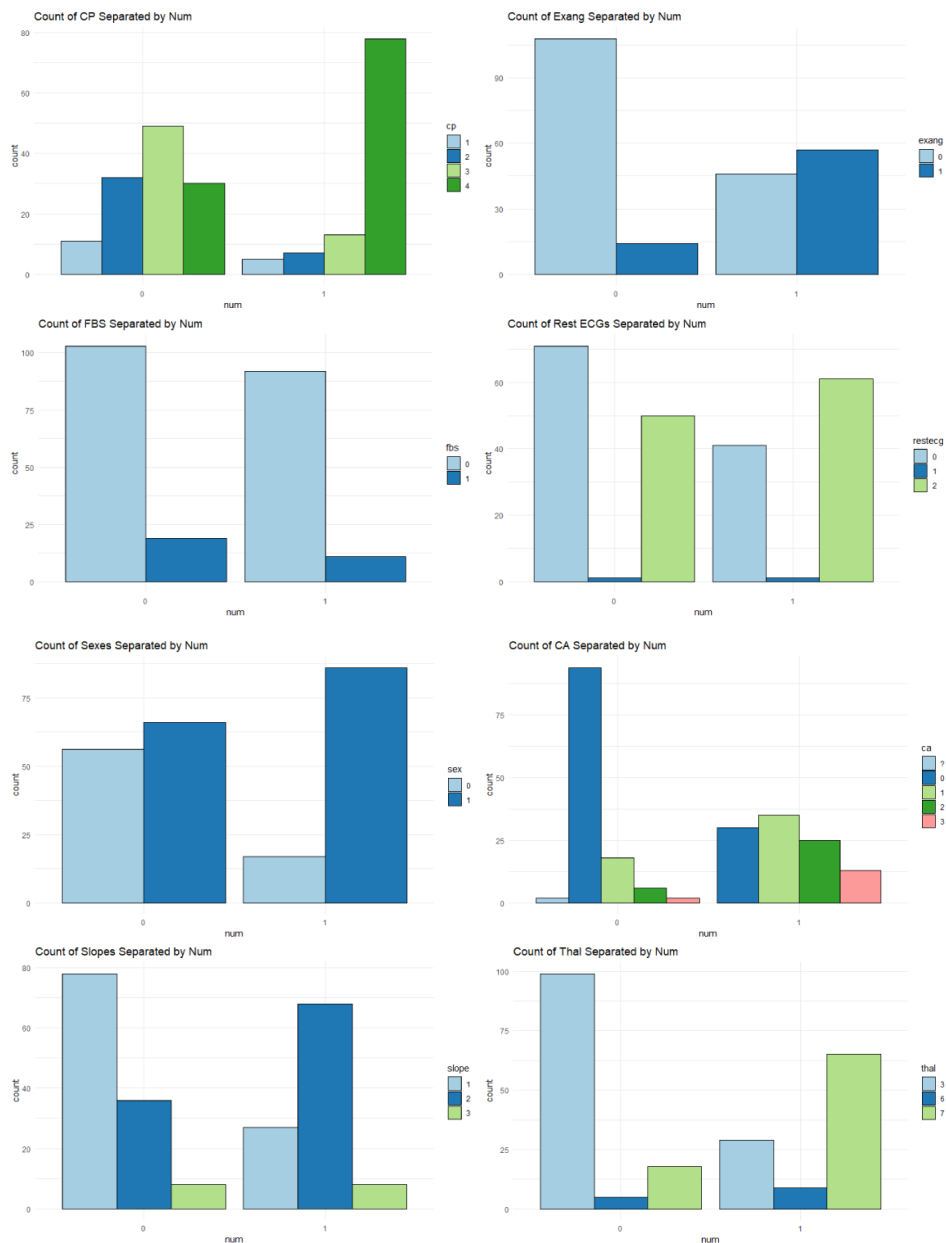 Count of CP Separated by Num
80
60
40
20
0
count
0
1
num
cp
1
2
3
4
Count of Exang Separated by Num
90
60
30
0
count
0
1
num
exang
0
1
Count of FBS Separated by Num
100
75
50
25
0
count
0
1
num
fbs
0
1
Count of Rest ECGs Separated by Num
60
40
20
0
count
0
1
num
restecg
0
1
2
Count of Sexes Separated by Num
75
50
25
0
count
0
1
num
sex
0
1
Count of CA Separated by Num
75
50
25
0
count
0
1
num
ca
?
0
1
2
3
Count of Slopes Separated by Num
80
60
40
20
0
count
0
1
num
slope
1
2
3
Count of Thal Separated by Num
100
75
50
25
0
count
0
1
num
thal
3
6
7